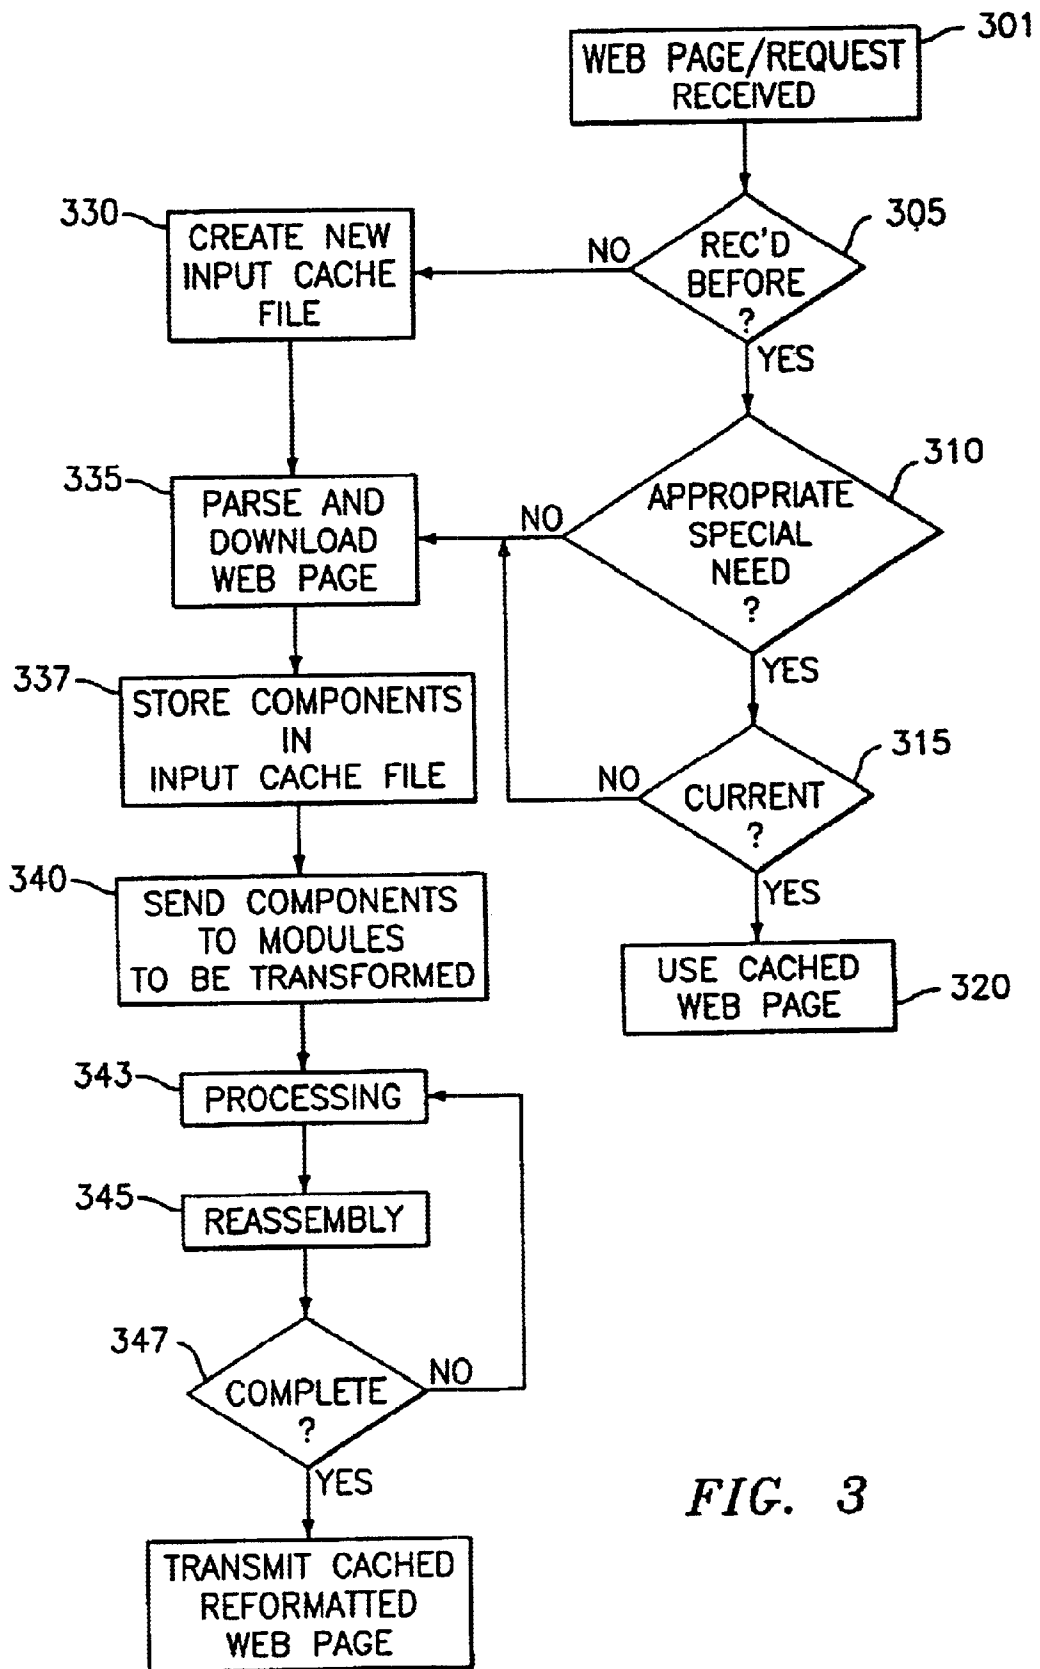 301
WEB PAGE/REQUEST
RECEIVED
305
REC'D
BEFORE
?
NO
YES
330
CREATE NEW
INPUT CACHE
FILE
310
APPROPRIATE
SPECIAL
NEED
?
NO
YES
335
PARSE AND
DOWNLOAD
WEB PAGE
315
CURRENT
?
NO
YES
337
STORE COMPONENTS
IN
INPUT CACHE FILE
320
USE CACHED
WEB PAGE
340
SEND COMPONENTS
TO MODULES
TO BE TRANSFORMED
343
PROCESSING
345
REASSEMBLY
347
COMPLETE
?
NO
YES
TRANSMIT CACHED
REFORMATTED
WEB PAGE
FIG. 3